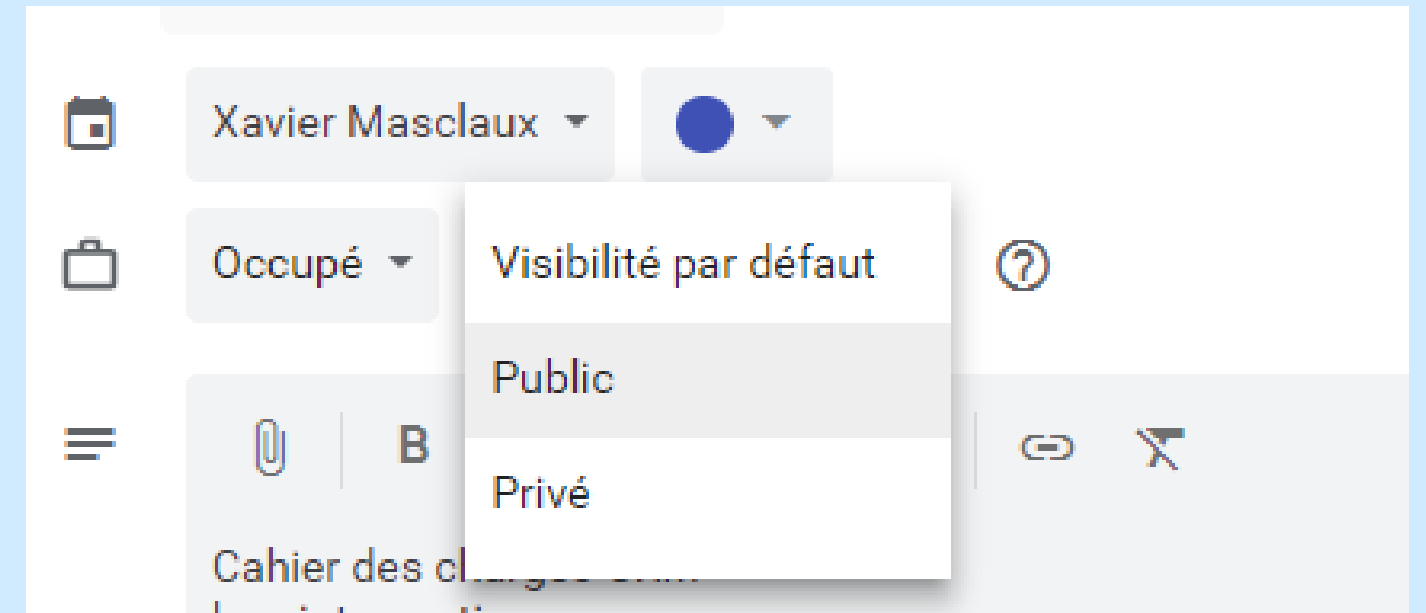 Xavier Masclaux
Occupé
Visibilité par défaut
Public
Privé
B
Cahier des